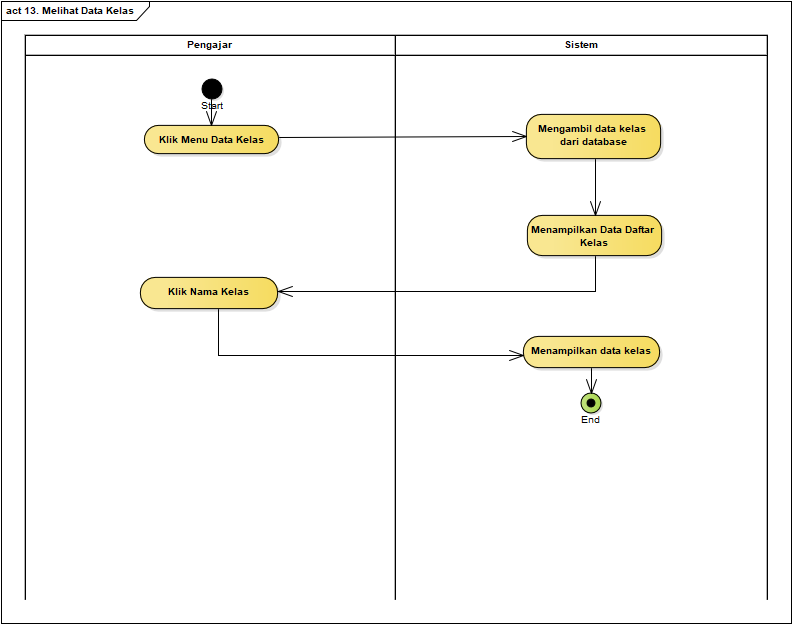 act 13. Melihat Data Kelas
Pengajar
Sistem
Start
Klik Menu Data Kelas
Mengambil data kelas
dari database
Menampilkan Data Daftar
Kelas
Klik Nama Kelas
Menampilkan data kelas
End